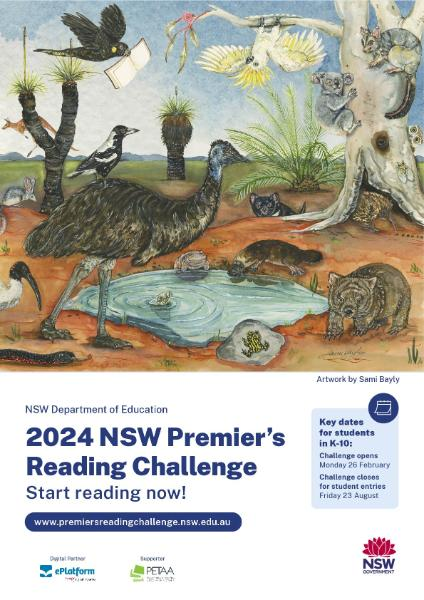 Artwork by Sami Bayly
NSW Department of Education
2024 NSW Premier's
Reading Challenge
Start reading now!
www.premiersreadingchallenge.nsw.edu.au
Key dates
for students
in K-10:
Challenge opens
Monday 26 February
Challenge closes
for student entries
Friday 23 August
Digital Partner
ePlatform
Supporter
PETAA
NSW
GOVERNMENT